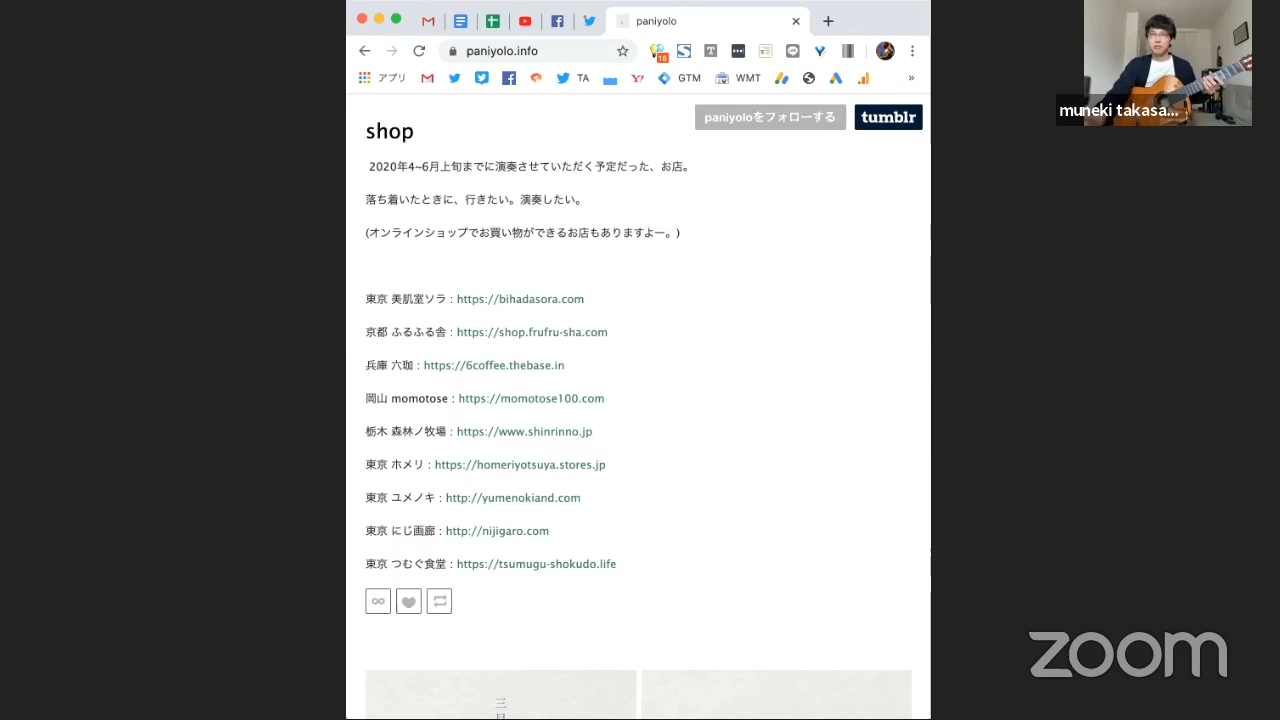 paniyolo
paniyolo.info
18
アプリ
TA
GTM
WMT
paniyoloをフォローする
tumblr
muneki takasa...
shop
2020年4~6月上旬までに演奏させていただく予定だった、お店。
落ち着いたときに、行きたい。演奏したい。
(オンラインショップでお買い物ができるお店もありますよー。)
東京 美肌室ソラ : https://bihadasora.com
京都 ふるふる舎 : https://shop.frufru-sha.com
兵庫 六珈 : https://6coffee.thebase.in
岡山 momotose : https://momotose100.com
栃木 森林ノ牧場 : https://www.shinrinno.jp
東京 ホメリ : https://homeriyotsuya.stores.jp
東京 ユメノキ : http://yumenokiand.com
東京 にじ画廊 : http://nijigaro.com
東京 つむぐ食堂 : https://tsumugu-shokudo.life
三
zoom